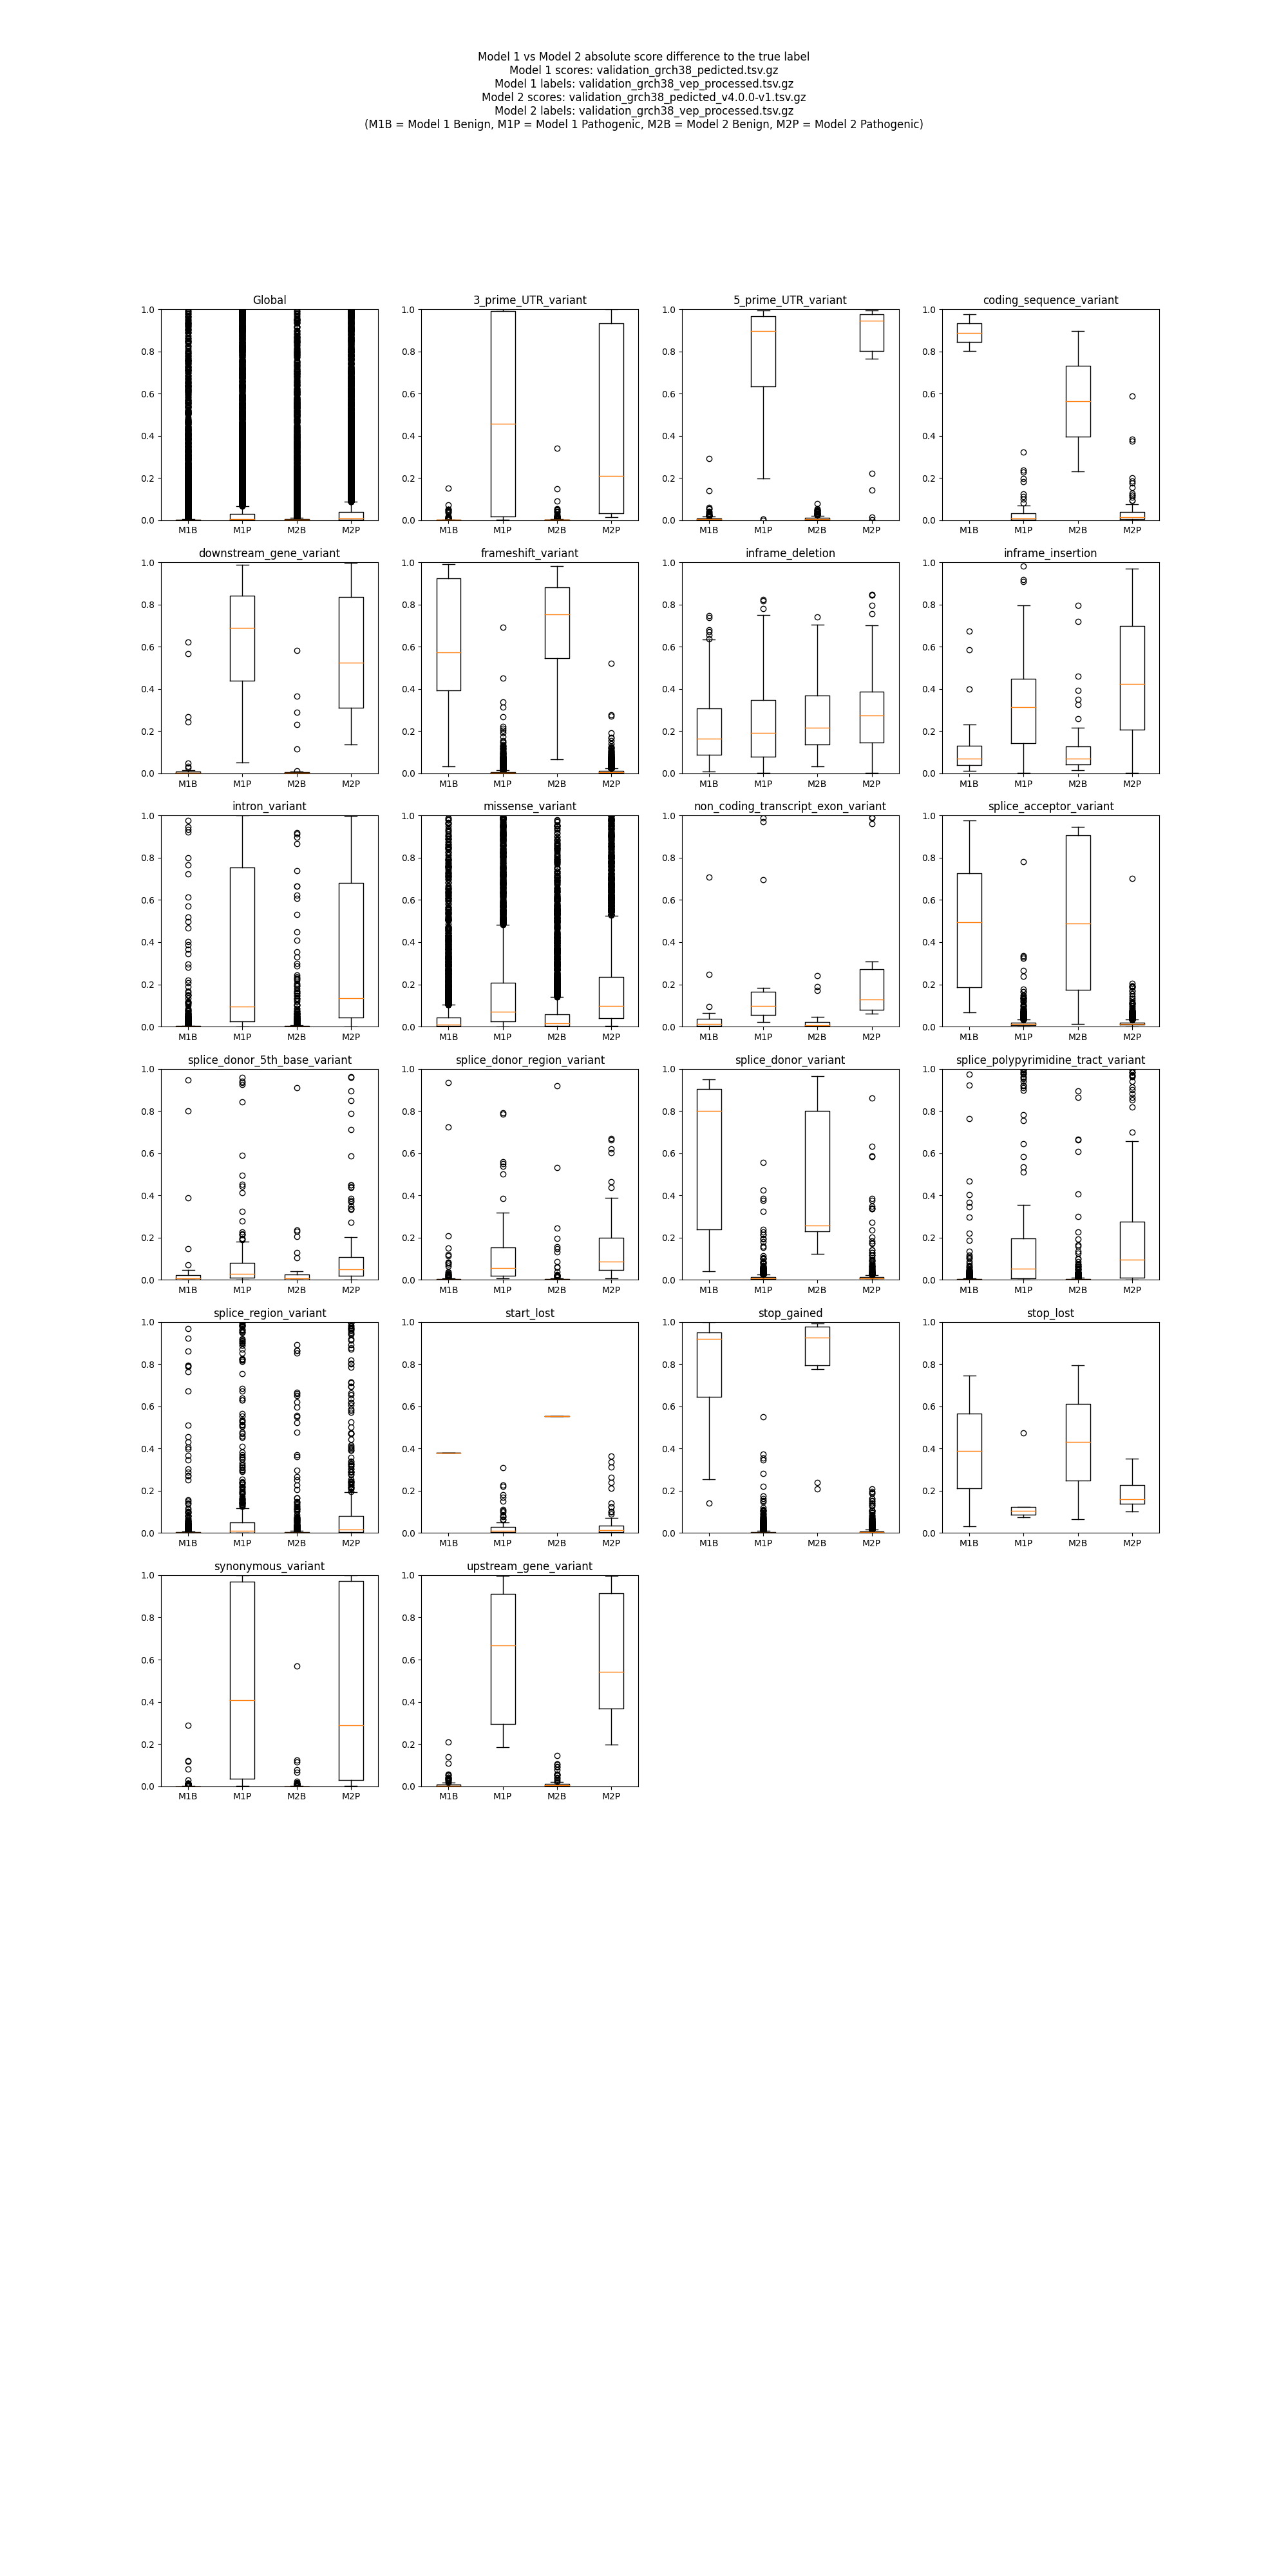 Model 1 vs Model 2 absolute score difference to the true label
Model 1 scores: validation_grch38_pedicted.tsv.gz
Model 1 labels: validation_grch38_vep_processed.tsv.gz
Model 2 scores: validation_grch38_pedicted_v4.0.0-v1.tsv.gz
Model 2 labels: validation_grch38_vep_processed.tsv.gz
(M1B = Model 1 Benign, M1P = Model 1 Pathogenic, M2B = Model 2 Benign, M2P = Model 2 Pathogenic)
Global 3_prime_UTR_variant 5_prime_UTR_variant coding_sequence_variant
1.0 1.0 1.0 1.0
0.8 0.8 0.8 0.8
0.6 0.6 0.6 0.6
0.4 0.4 0.4 0.4
0.2 0.2 0.2 0.2
0.0 0.0 0.0 0.0
M1B M1P M2B M2P M1B M1P M2B M2P M1B M1P M2B M2P M1B M1P M2B M2P
downstream_gene_variant frameshift_variant inframe_deletion inframe_insertion
1.0 1.0 1.0 1.0
0.8 0.8 0.8 0.8
0.6 0.6 0.6 0.6
0.4 0.4 0.4 0.4
0.2 0.2 0.2 0.2
0.0 0.0 0.0 0.0
M1B M1P M2B M2P M1B M1P M2B M2P M1B M1P M2B M2P M1B M1P M2B M2P
intron_variant missense_variant non_coding_transcript_exon_variant splice_acceptor_variant
1.0 1.0 1.0 1.0
0.8 0.8 0.8 0.8
0.6 0.6 0.6 0.6
0.4 0.4 0.4 0.4
0.2 0.2 0.2 0.2
0.0 0.0 0.0 0.0
M1B M1P M2B M2P M1B M1P M2B M2P M1B M1P M2B M2P M1B M1P M2B M2P
splice_donor_5th_base_variant splice_donor_region_variant splice_donor_variant splice_polypyrimidine_tract_variant
1.0 1.0 1.0 1.0
0.8 0.8 0.8 0.8
0.6 0.6 0.6 0.6
0.4 0.4 0.4 0.4
0.2 0.2 0.2 0.2
0.0 0.0 0.0 0.0
M1B M1P M2B M2P M1B M1P M2B M2P M1B M1P M2B M2P M1B M1P M2B M2P
splice_region_variant start_lost stop_gained stop_lost
1.0 1.0 1.0 1.0
0.8 0.8 0.8 0.8
0.6 0.6 0.6 0.6
0.4 0.4 0.4 0.4
0.2 0.2 0.2 0.2
0.0 0.0 0.0 0.0
M1B M1P M2B M2P M1B M1P M2B M2P M1B M1P M2B M2P M1B M1P M2B M2P
synonymous_variant upstream_gene_variant
1.0 1.0
0.8 0.8
0.6 0.6
0.4 0.4
0.2 0.2
0.0 0.0
M1B M1P M2B M2P M1B M1P M2B M2P